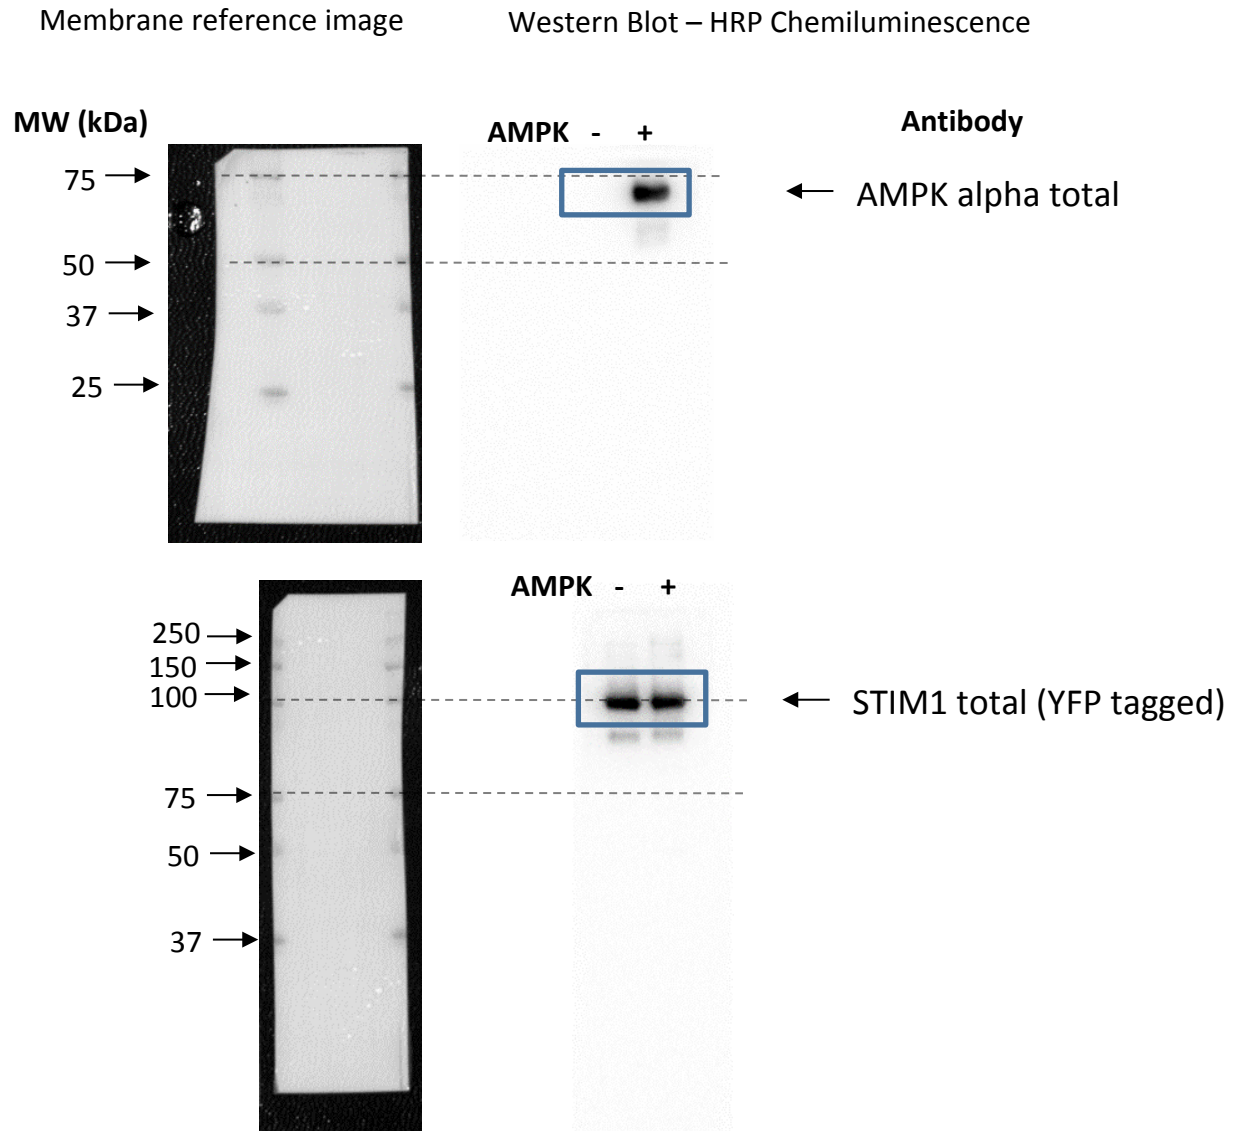 Membrane reference image
Western Blot – HRP Chemiluminescence
MW (kDa)
AMPK - +
Antibody
75
AMPK alpha total
50
37
25
AMPK - +
250
150
100
STIM1 total (YFP tagged)
75
50
37